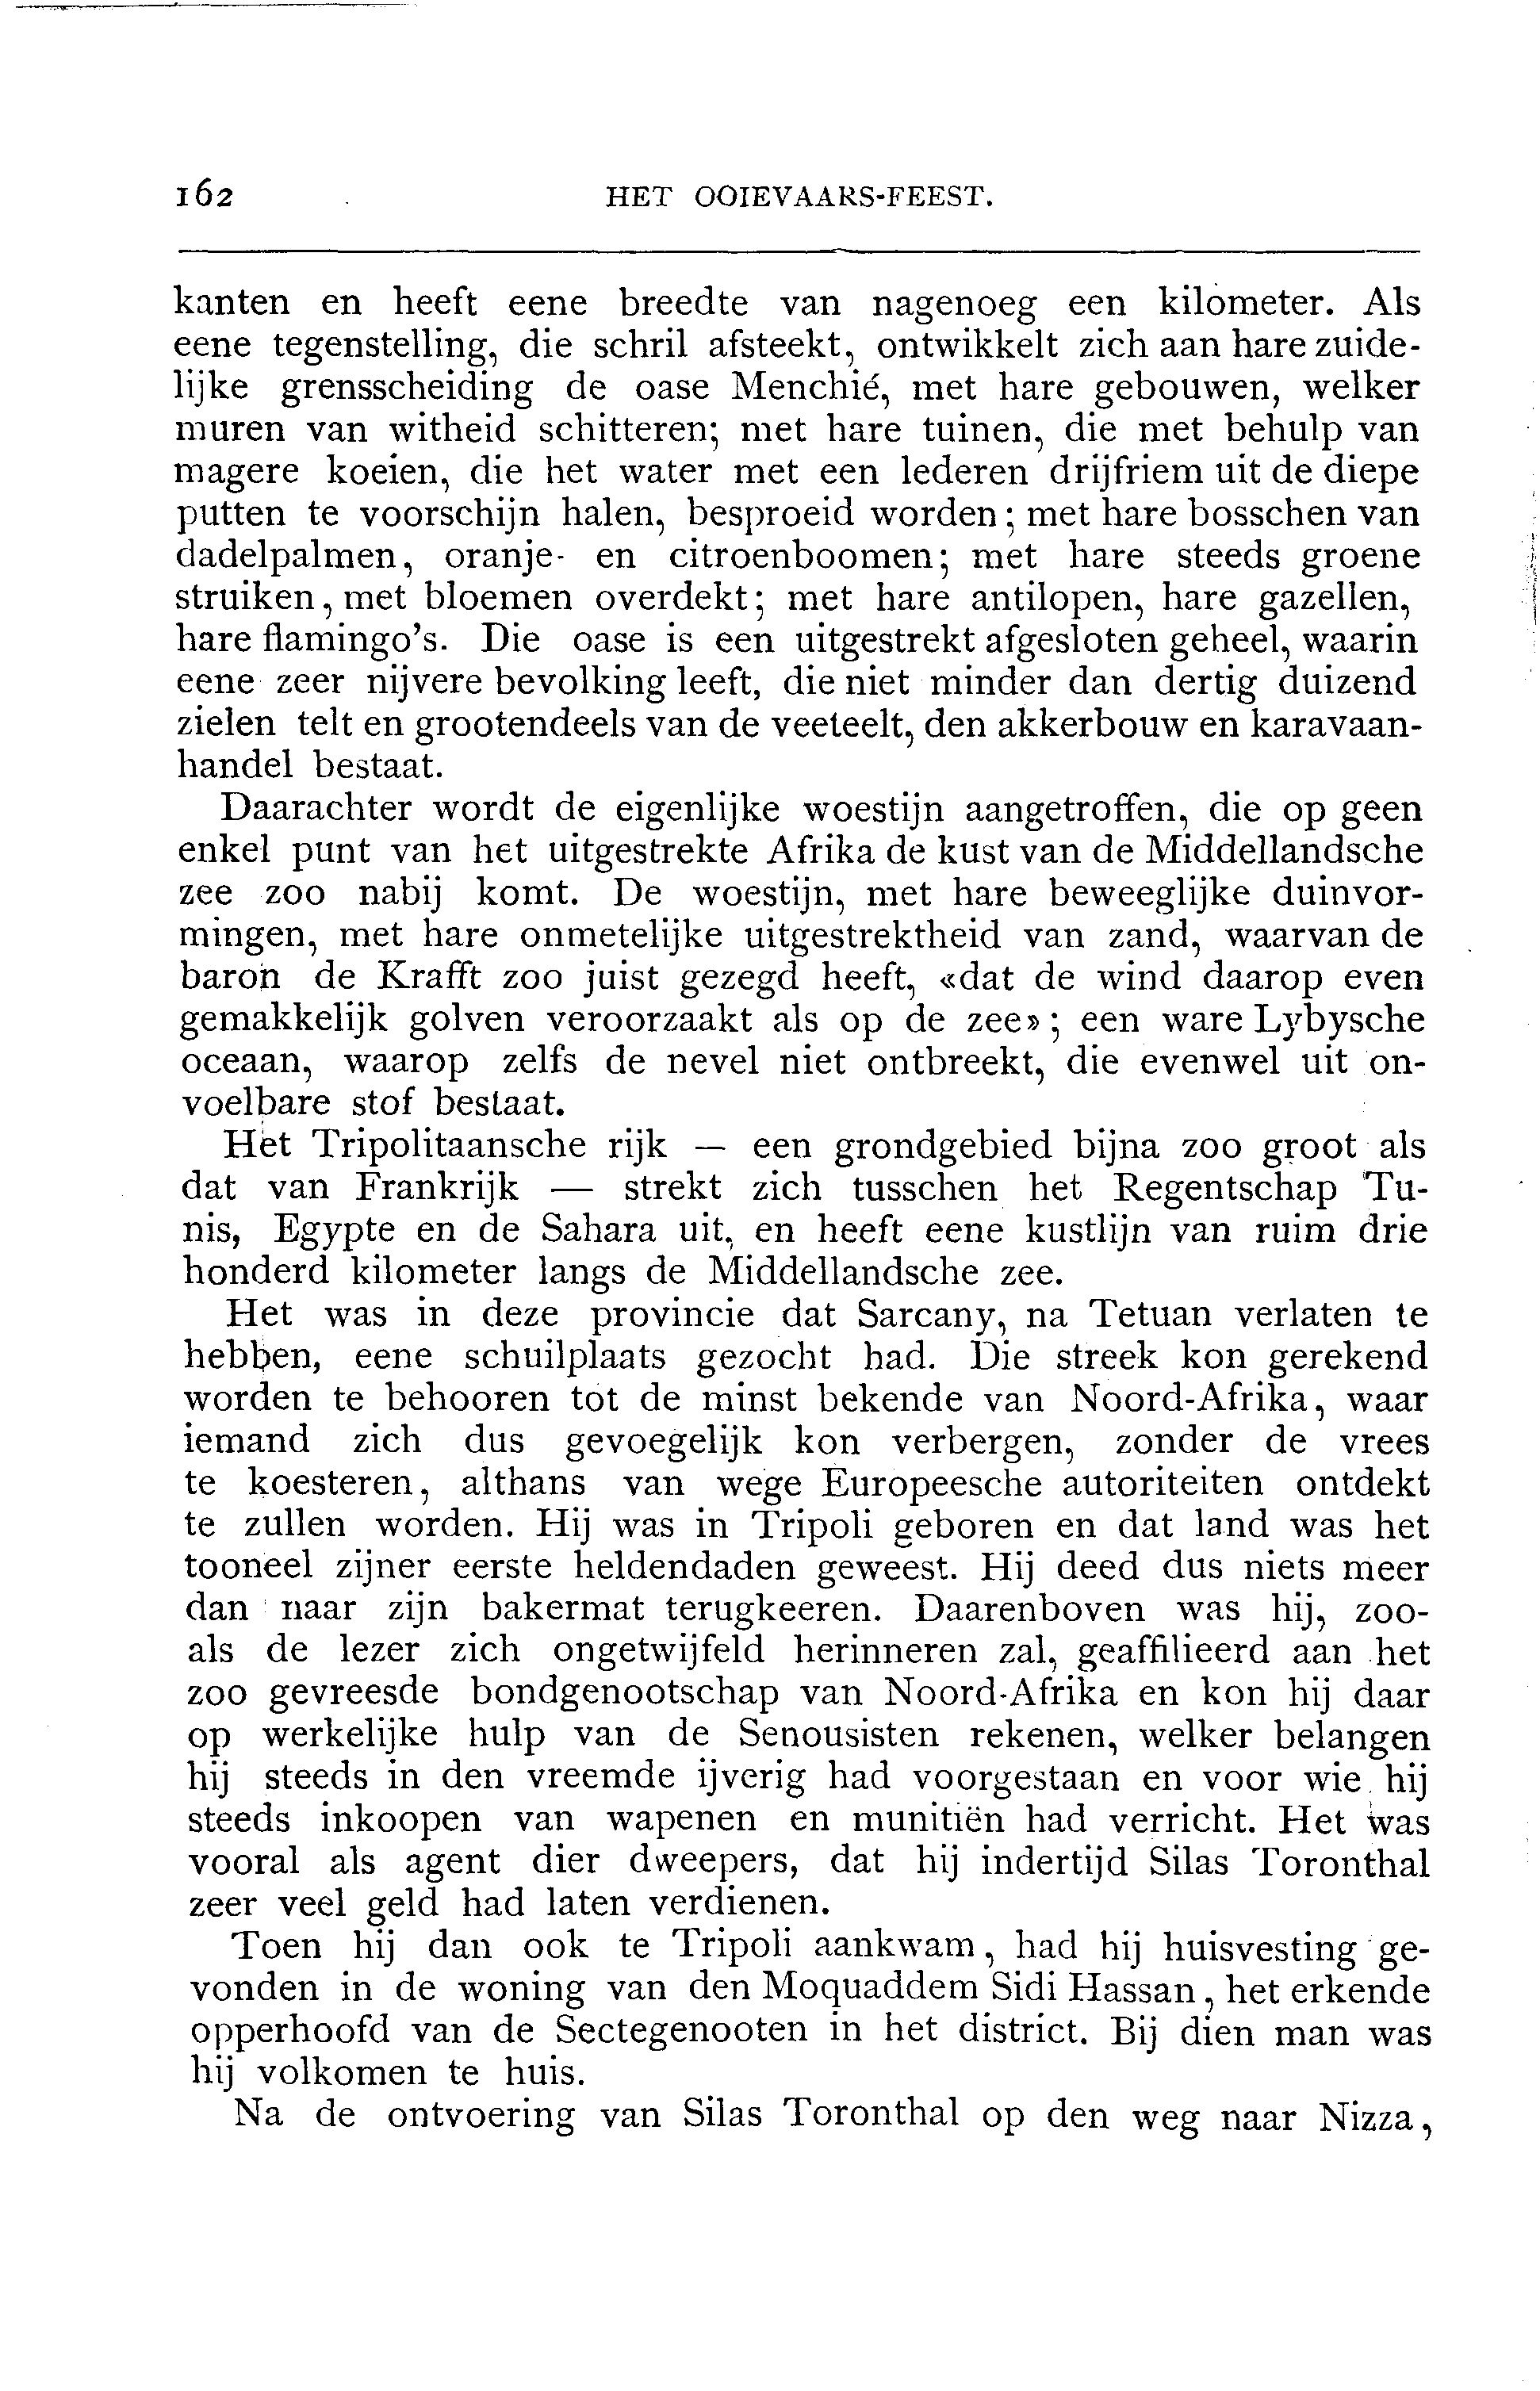 162 HET OOIEVAARS-FEEST.
kanten en heeft eene breedte van nagenoeg een kilometer. Als
eene tegenstelling, die schril afsteekt, ontwikkelt zich aan hare zuide-
lijke grensscheiding de oase Menchié, met hare gebouwen, welker
muren van witheid schitteren; met hare tuinen, die met behulp van
magere koeien, die het water met een lederen drijfriem uit de diepe
putten te voorschijn halen, besproeid worden; met hare bosschen van
dadelpalmen, oranje- en citroenboomen; met hare steeds groene
struiken, met bloemen overdekt; met hare antilopen, hare gazellen,
hare flamingo's. Die oase is een uitgestrekt afgesloten geheel, waarin
eene zeer nijvere bevolking leeft, die niet minder dan dertig duizend
zielen telt en grootendeels van de veeteelt, den akkerbouw en karavaan-
handel bestaat.
Daarachter wordt de eigenlijke woestijn aangetroffen, die op geen
enkel punt van het uitgestrekte Afrika de kust van de Middellandsche
zee zoo nabij komt. De woestijn, met hare beweeglijke duinvor-
mingen, met hare onmetelijke uitgestrektheid van zand, waarvan de
baron de Krafft zoo juist gezegd heeft, «dat de wind daarop even
gemakkelijk golven veroorzaakt als op de zee»; een ware Lybysche
oceaan, waarop zelfs de nevel niet ontbreekt, die evenwel uit on-
voelbare stof bestaat.
Het Tripolitaansche rijk — een grondgebied bijna zoo groot als
dat van Frankrijk — strekt zich tusschen het Regentschap Tu-
nis, Egypte en de Sahara uit, en heeft eene kustlijn van ruim drie
honderd kilometer langs de Middellandsche zee.
Het was in deze provincie dat Sarcany, na Tetuan verlaten te
hebben, eene schuilplaats gezocht had. Die streek kon gerekend
worden te behooren tot de minst bekende van Noord-Afrika, waar
iemand zich dus gevoegelijk kon verbergen, zonder de vrees
te koesteren, althans van wege Europeesche autoriteiten ontdekt
te zullen worden. Hij was in Tripoli geboren en dat land was het
tooneel zijner eerste heldendaden geweest. Hij deed dus niets meer
dan naar zijn bakermat terugkeeren. Daarenboven was hij, zoo-
als de lezer zich ongetwijfeld herinneren zal, geaffilieerd aan het
zoo gevreesde bondgenootschap van Noord-Afrika en kon hij daar
op werkelijke hulp van de Senousisten rekenen, welker belangen
hij steeds in den vreemde ijverig had voorgestaan en voor wie hij
steeds inkoopen van wapenen en munitiën had verricht. Het was
vooral als agent dier dweepers, dat hij indertijd Silas Toronthal
zeer veel geld had laten verdienen.
Toen hij dan ook te Tripoli aankwam, had hij huisvesting ge-
vonden in de woning van den Moquaddem Sidi Hassan, het erkende
opperhoofd van de Sectegenooten in het district. Bij dien man was
hij volkomen te huis.
Na de ontvoering van Silas Toronthal op den weg naar Nizza,